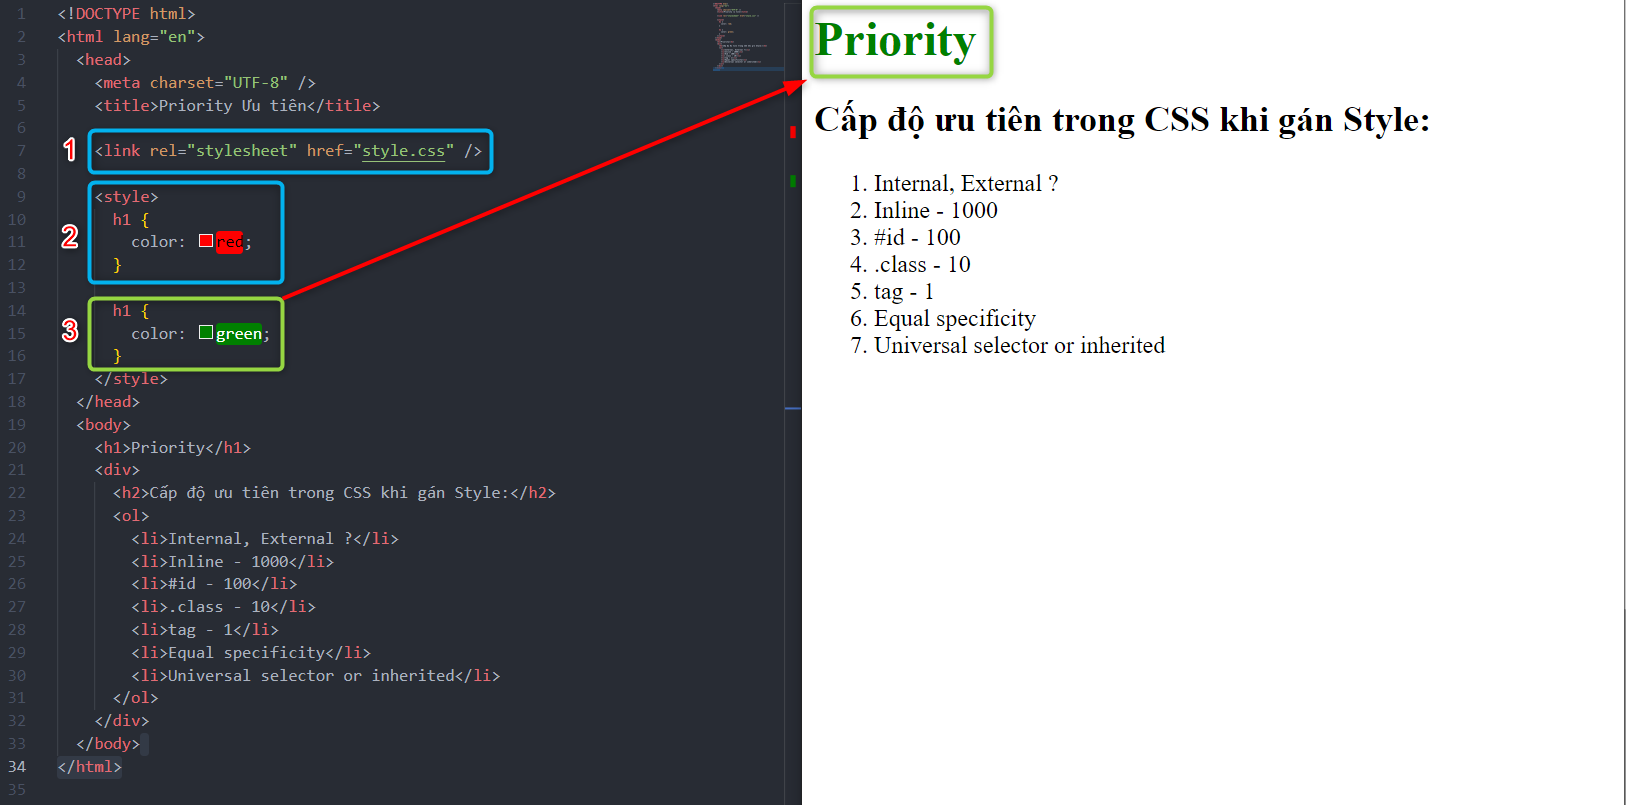 1 <!DOCTYPE html>
2 <html lang="en">
3 <head>
4 <meta charset="UTF-8" />
5 <title>Priority Ưu tiên</title>
6
1
7 <link rel="stylesheet" href="style.css" />
8
9 <style>
10 h1 {
2
11 color: red;
12 }
13
14 h1 {
3
15 color: green;
16 }
17 </style>
18 </head>
19 <body>
20 <h1>Priority</h1>
21 <div>
22 <h2>Cấp độ ưu tiên trong CSS khi gán Style:</h2>
23 <ol>
24 <li>Internal, External ?</li>
25 <li>Inline - 1000</li>
26 <li>#id - 100</li>
27 <li>.class - 10</li>
28 <li>tag - 1</li>
29 <li>Equal specificity</li>
30 <li>Universal selector or inherited</li>
31 </ol>
32 </div>
33 </body>
34 </html>
35
Priority
Cấp độ ưu tiên trong CSS khi gán Style:
1. Internal, External ?
2. Inline - 1000
3. #id - 100
4. .class - 10
5. tag - 1
6. Equal specificity
7. Universal selector or inherited